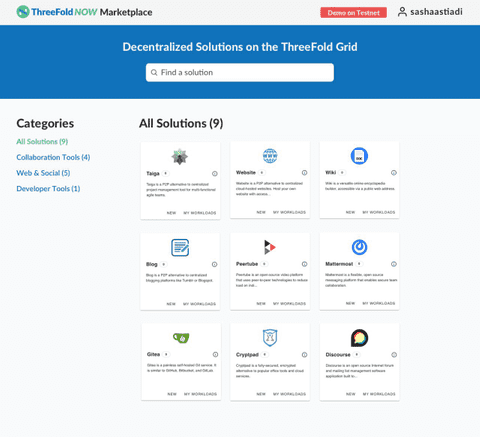 ThreeFold NOW Marketplace
Demo on Testnet
sashaastiadi
Decentralized Solutions on the ThreeFold Grid
Find a solution
Categories
All Solutions (9)
Collaboration Tools (4)
Web & Social (5)
Developer Tools (1)
All Solutions (9)
Taiga
Taiga is a P2P alternative to centralized
project management tool for multi-functional
agile teams.
NEW MY WORKLOADS
Website
Website is a P2P alternative to centralized
cloud-hosted websites. Host your own
website with access...
NEW MY WORKLOADS
Wiki
Wiki is a versatile online encyclopedia
builder, accessible via a public web address.
NEW MY WORKLOADS
Blog
Blog is a P2P alternative to centralized
blogging platforms like Tumblr or Blogspot.
NEW MY WORKLOADS
Peertube
Peertube is an open source video platform
that uses peer-to-peer technologies to reduce
load on indi...
NEW MY WORKLOADS
Mattermost
Mattermost is a flexible, open source
messaging platform that enables secure team
collaboration.
NEW MY WORKLOADS
Gitea
Gitea is a painless self-hosted Git service. It
is similar to GitHub, Bitbucket, and GitLab.
NEW MY WORKLOADS
Cryptpad
Cryptpad is a fully-secured, encrypted
alternative to popular office tools and cloud
services.
NEW MY WORKLOADS
Discourse
Discourse is an open source Internet forum
and mailing list management software
application built to...
NEW MY WORKLOADS